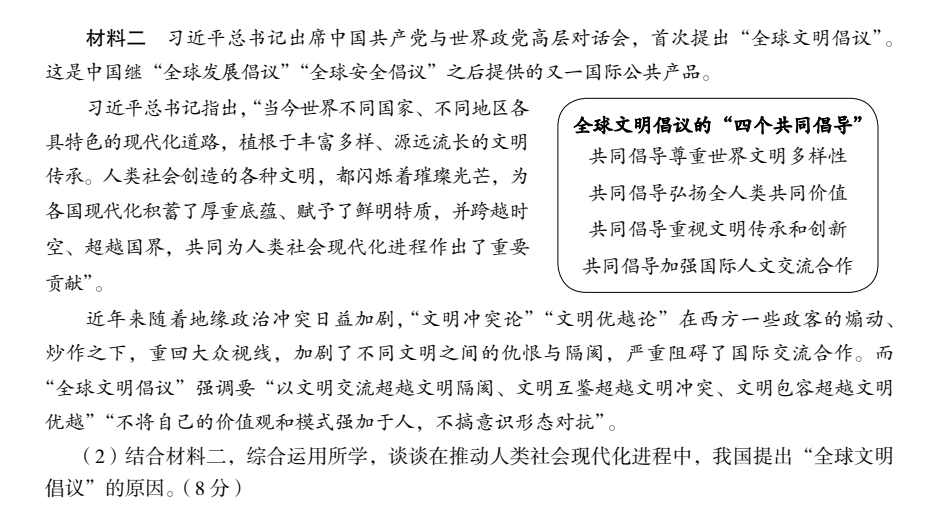 材料二 习近平总书记出席中国共产党与世界政党高层对话会，首次提出“全球文明倡议”。
这是中国继“全球发展倡议”“全球安全倡议”之后提供的又一国际公共产品。
习近平总书记指出，“当今世界不同国家、不同地区各
具特色的现代化道路，植根于丰富多样、源远流长的文明
传承。人类社会创造的各种文明，都闪烁着璀璨光芒，为
各国现代化积蓄了厚重底蕴、赋予了鲜明特质，并跨越时
空、超越国界，共同为人类社会现代化进程作出了重要
贡献”。
全球文明倡议的“四个共同倡导”
共同倡导尊重世界文明多样性
共同倡导弘扬全人类共同价值
共同倡导重视文明传承和创新
共同倡导加强国际人文交流合作
近年来随着地缘政治冲突日益加剧，“文明冲突论”“文明优越论”在西方一些政客的煽动、
炒作之下，重回大众视线，加剧了不同文明之间的仇恨与隔阂，严重阻碍了国际交流合作。而
“全球文明倡议”强调要“以文明交流超越文明隔阂、文明互鉴超越文明冲突、文明包容超越文明
优越”“不将自己的价值观和模式强加于人，不搞意识形态对抗”。
（2）结合材料二，综合运用所学，谈谈在推动人类社会现代化进程中，我国提出“全球文明
倡议”的原因。（8分）